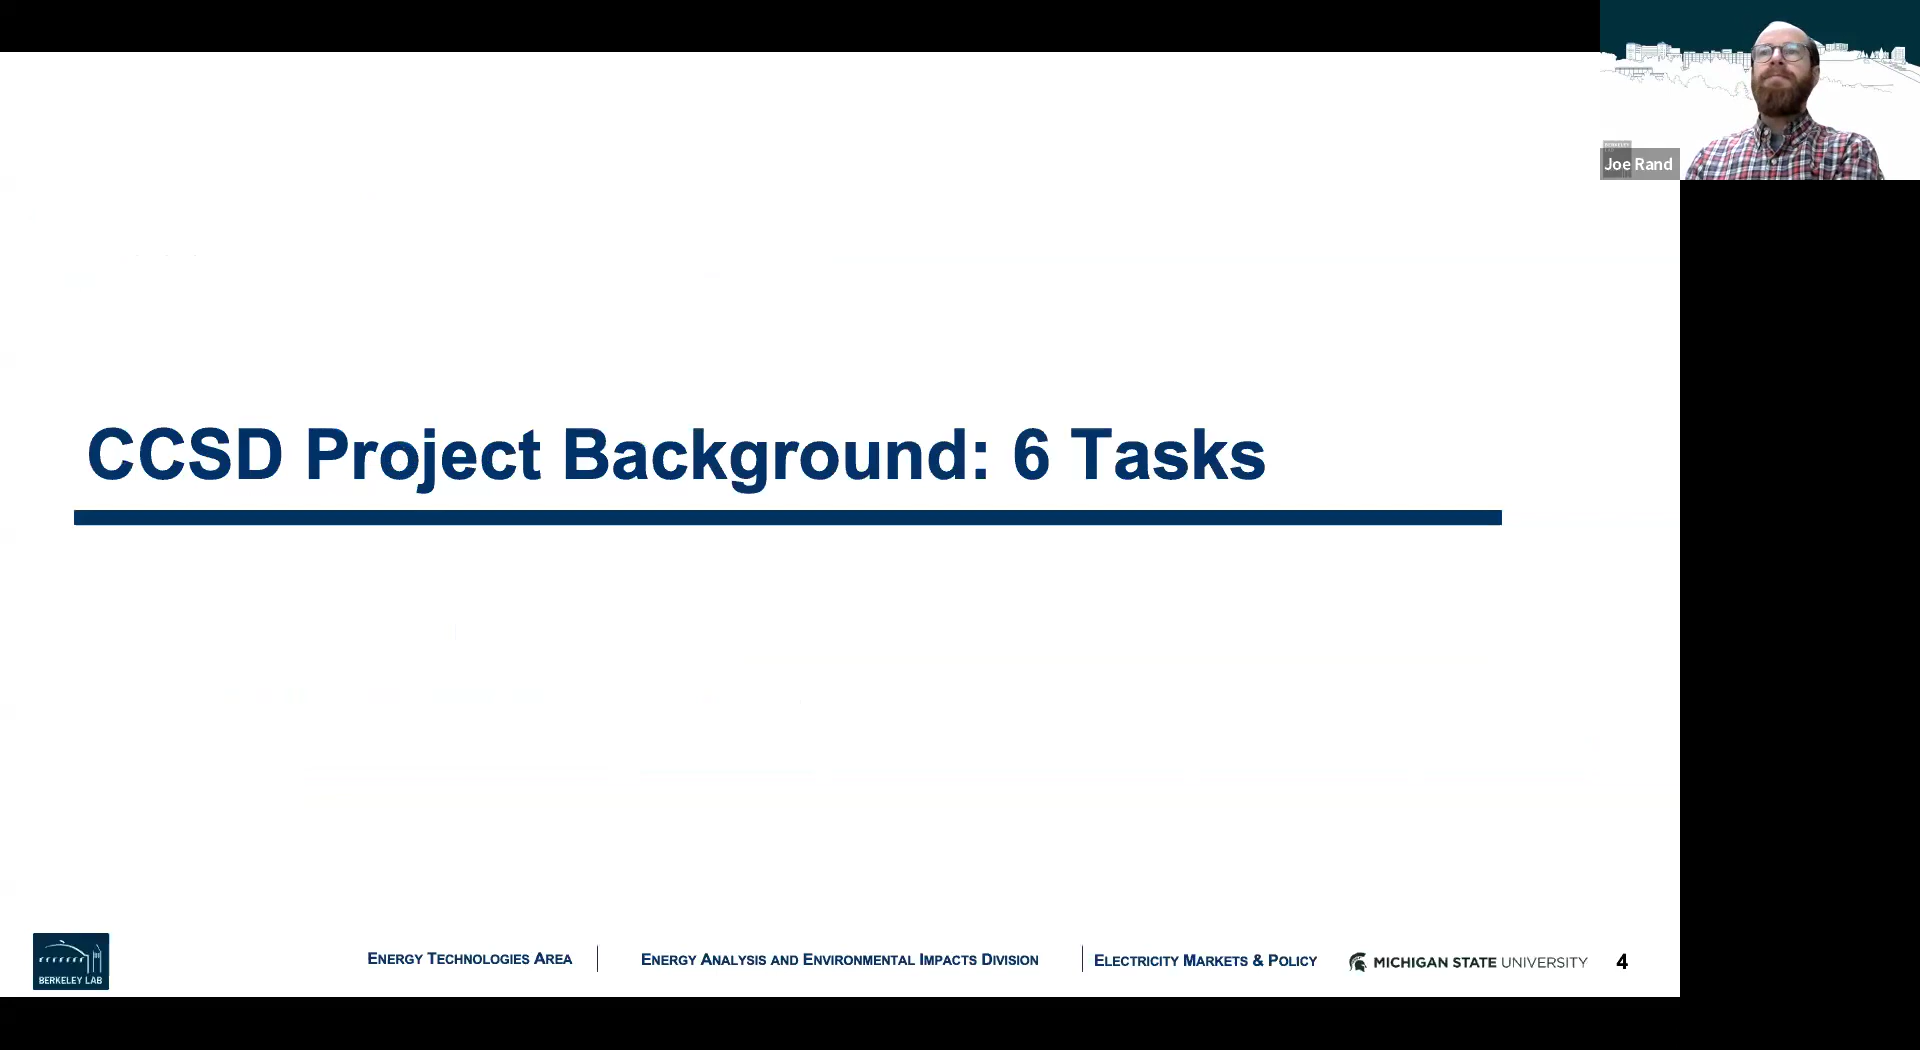 Joe Rand
CCSD Project Background: 6 Tasks
BERKELEY LAB
ENERGY TECHNOLOGIES AREA
ENERGY ANALYSIS AND ENVIRONMENTAL IMPACTS DIVISION
ELECTRICITY MARKETS & POLICY
MICHIGAN STATE UNIVERSITY
4